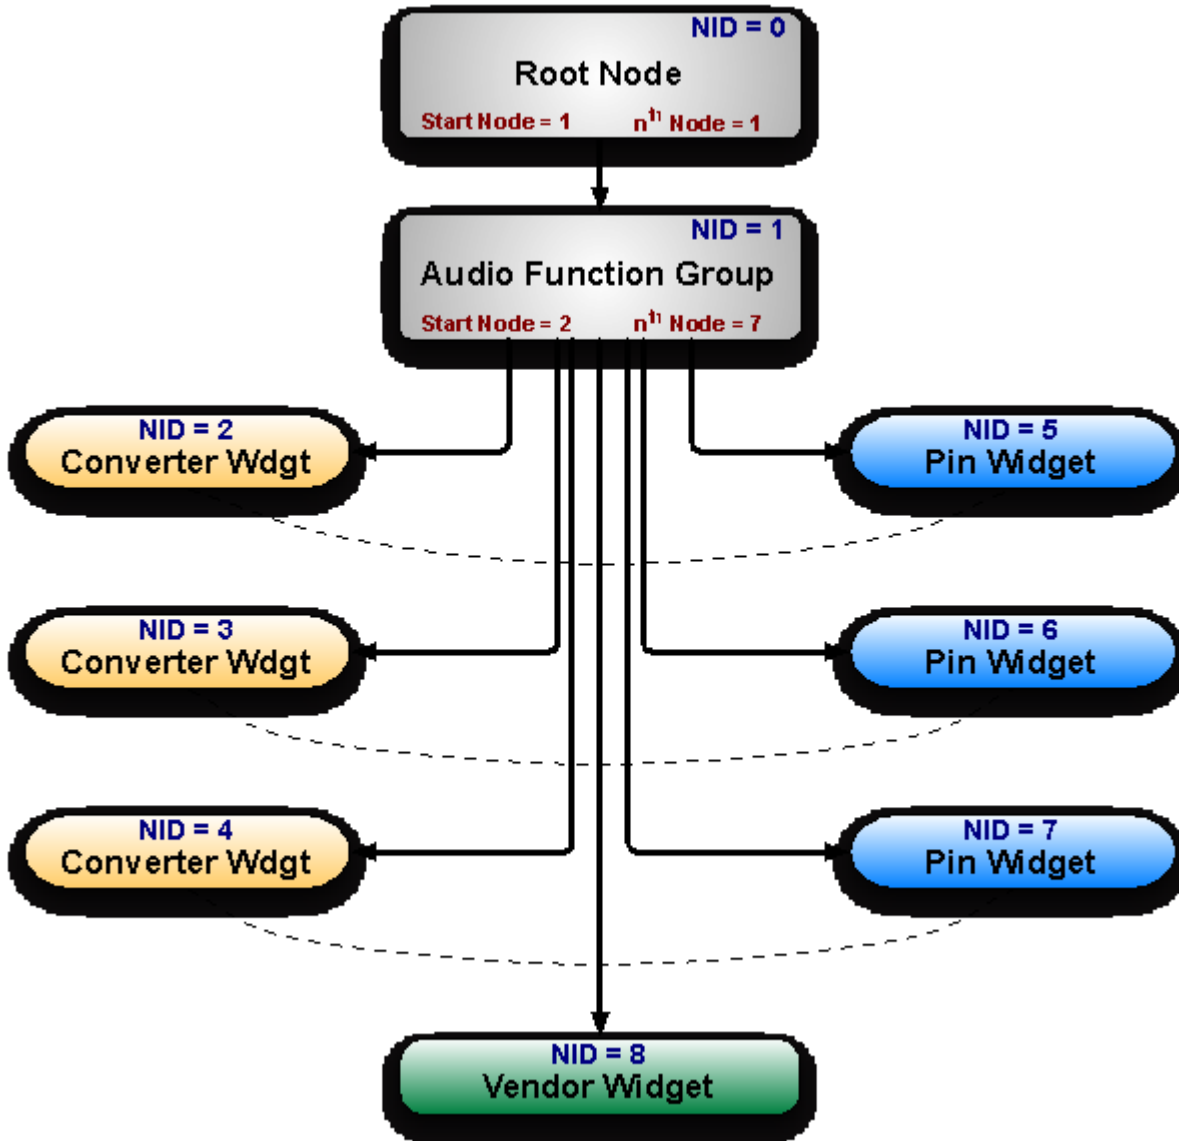 NID = 0
Root Node
Start Node = 1 nth Node = 1
NID = 1
Audio Function Group
Start Node = 2 nth Node = 7
NID = 2
Converter Wdgt
NID = 5
Pin Widget
NID = 3
Converter Wdgt
NID = 6
Pin Widget
NID = 4
Converter Wdgt
NID = 7
Pin Widget
NID = 8
Vendor Widget